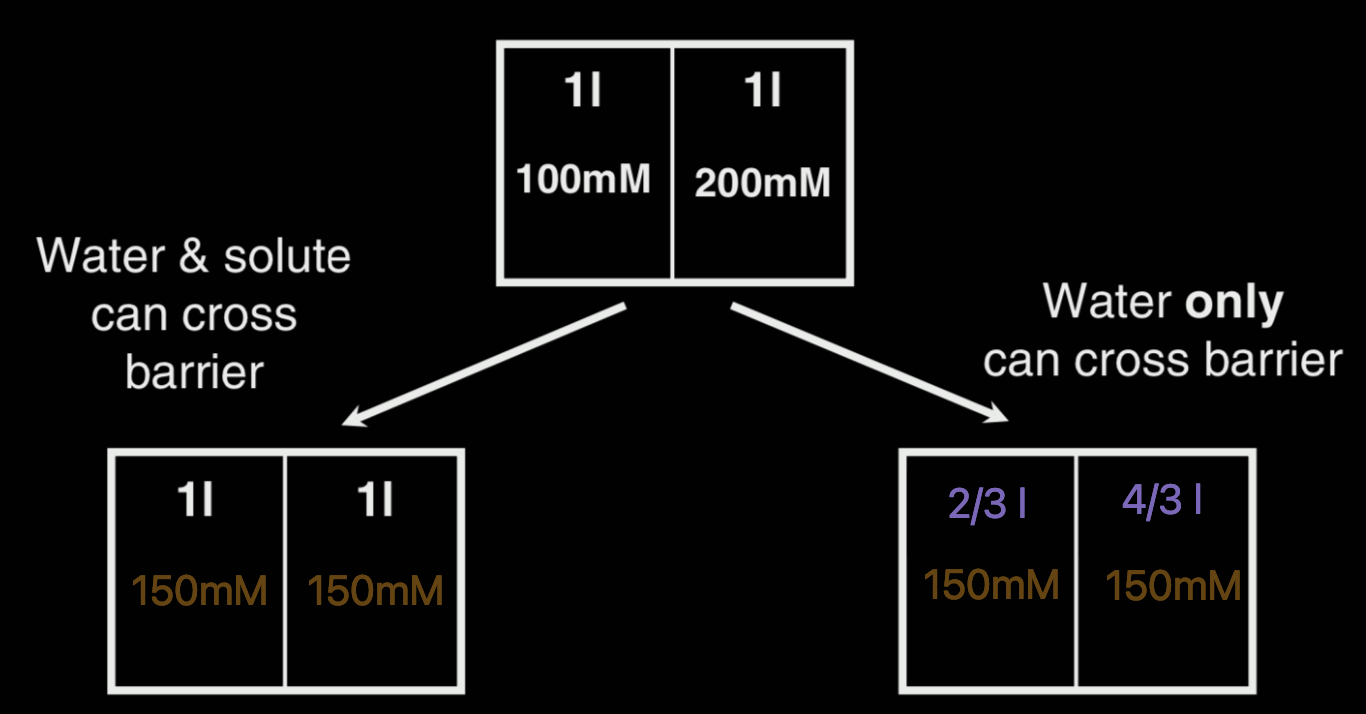 1l 1l
100mM 200mM
Water & solute
can cross
barrier
Water only
can cross barrier
1l 1l
150mM 150mM
2/3 l 4/3 l
150mM 150mM